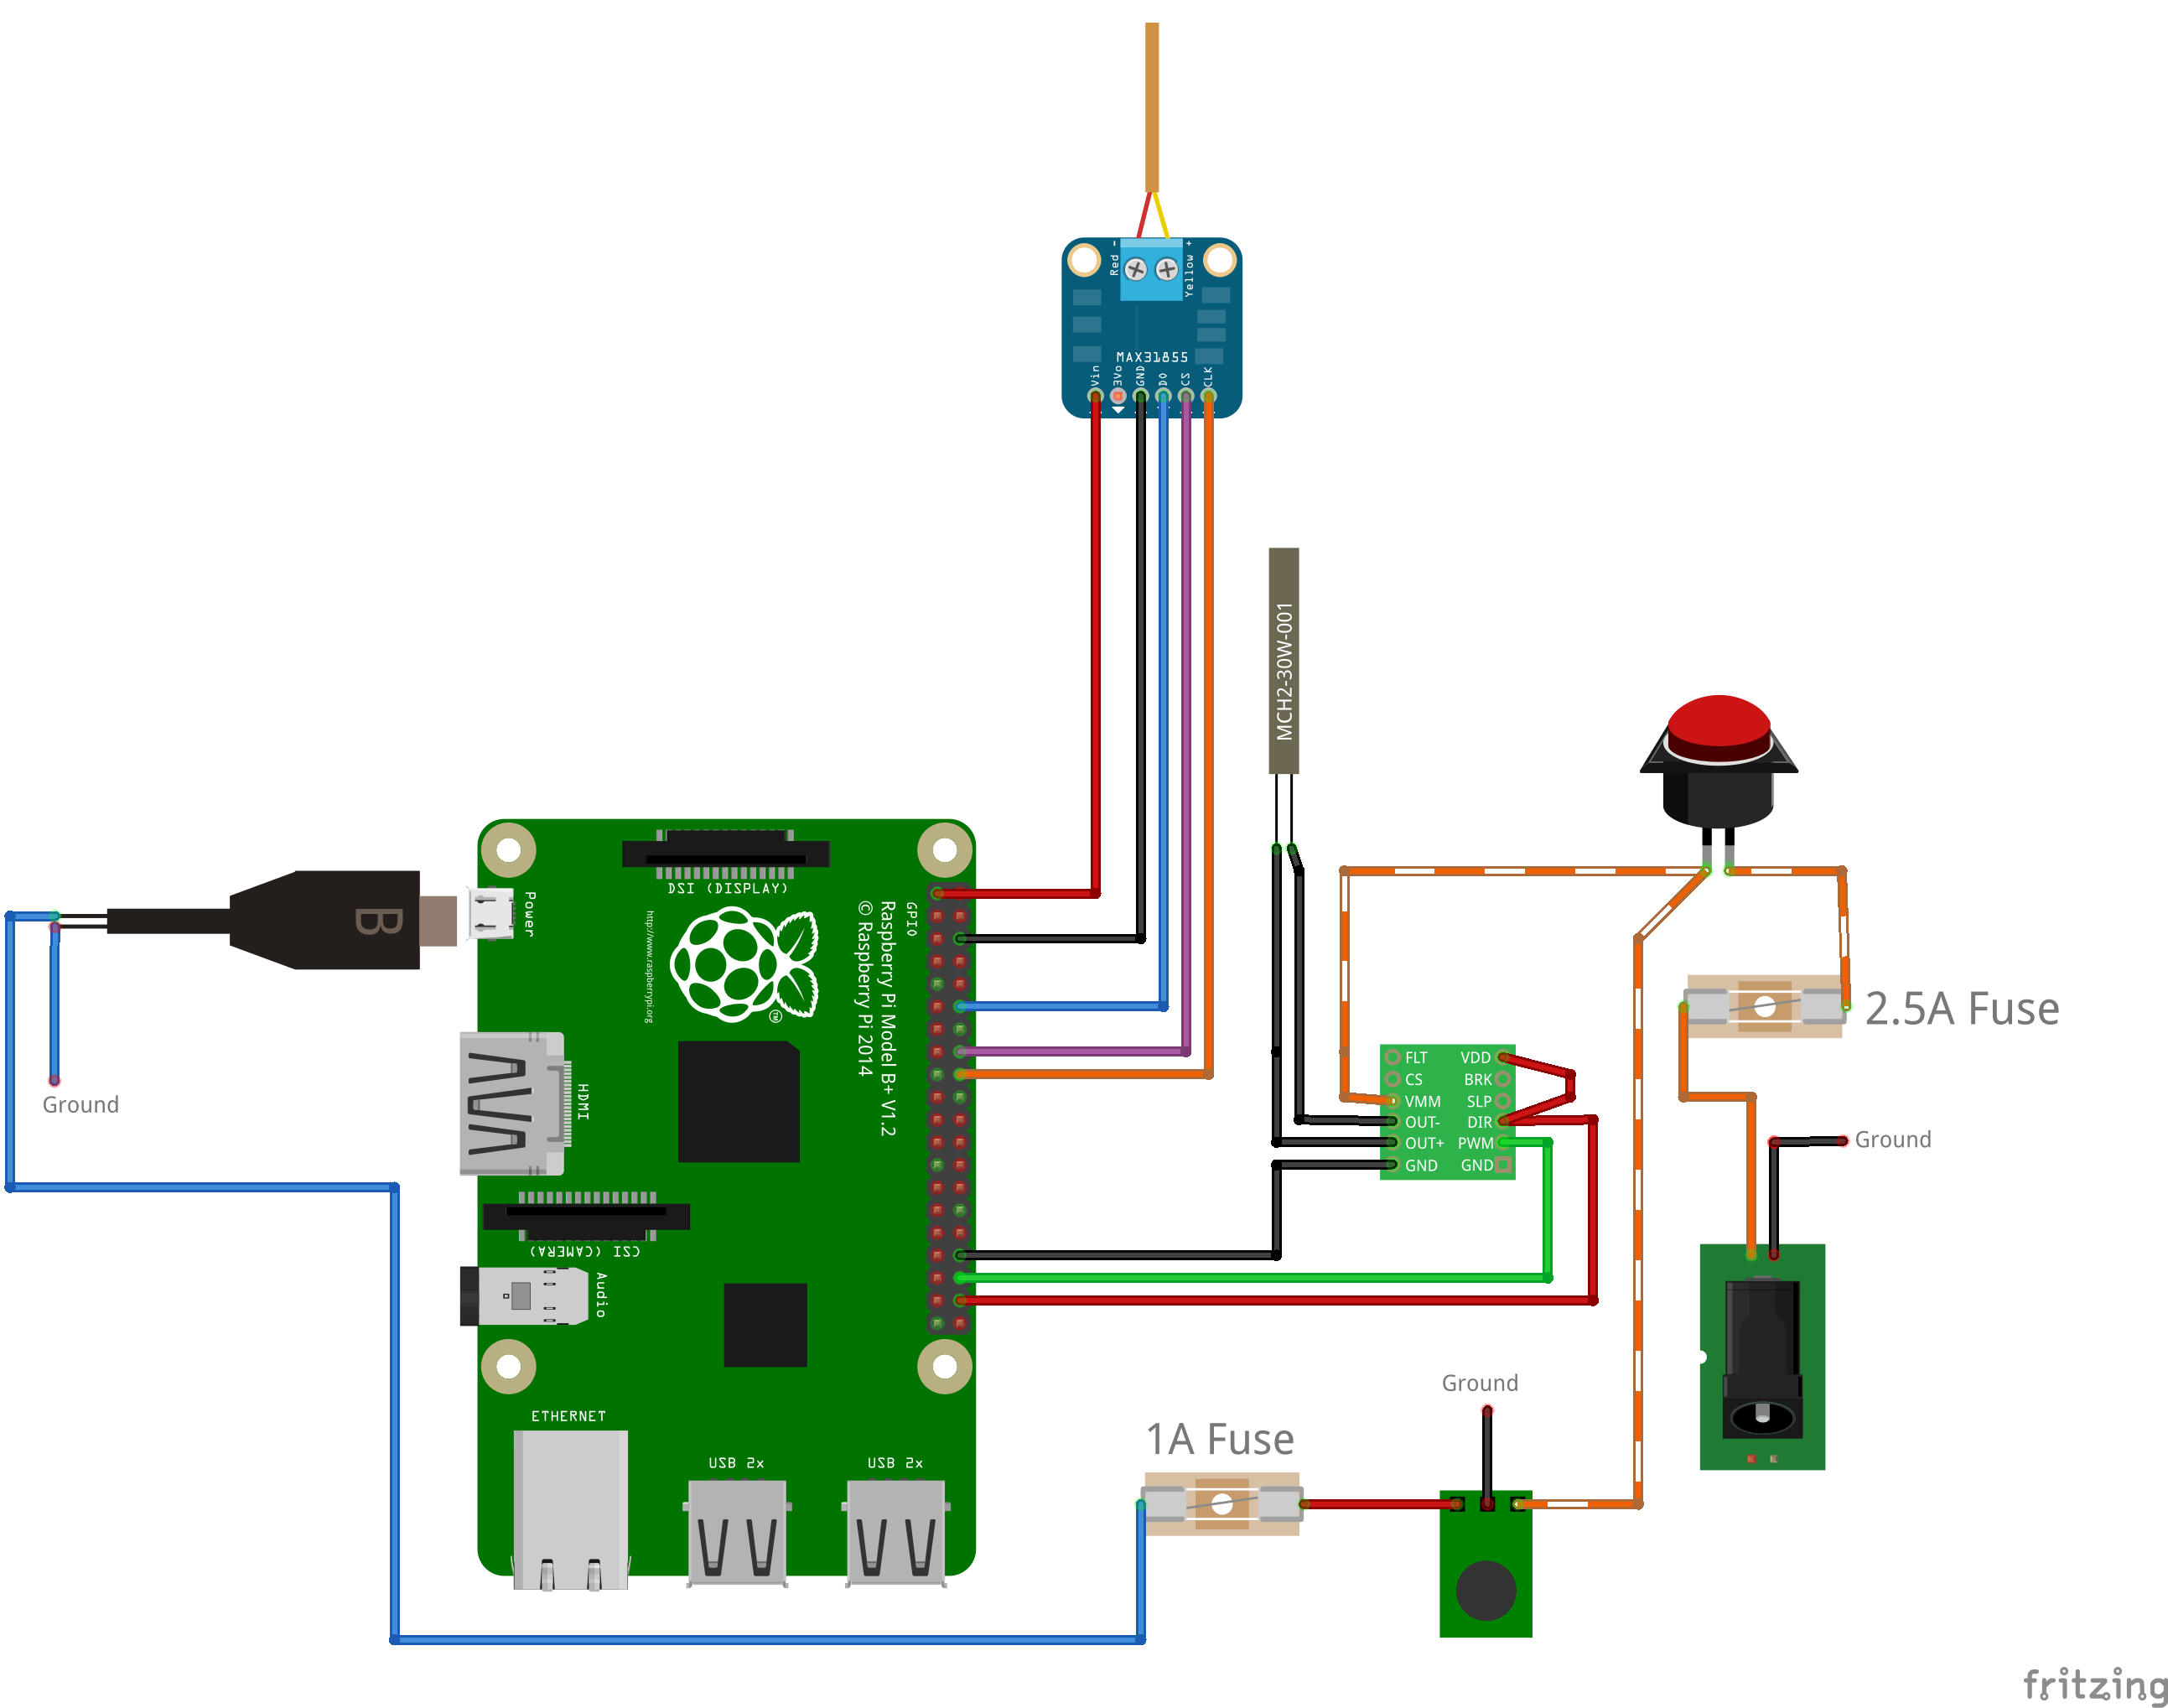 Red -
Yellow +
MAX31855
Vin
3Vo
GND
DO
CS
CLK
MCH2-30W-001
B
Power
DSI (DISPLAY)
GPIO
Raspberry Pi Model B+ V1.2
© Raspberry Pi 2014
http://www.raspberrypi.org
TM
HDMI
CSI (CAMERA)
Audio
ETHERNET
USB 2x
USB 2x
Ground
FLT VDD
CS BRK
VMM SLP
OUT- DIR
OUT+ PWM
GND GND
2.5A Fuse
Ground
Ground
1A Fuse
fritzing